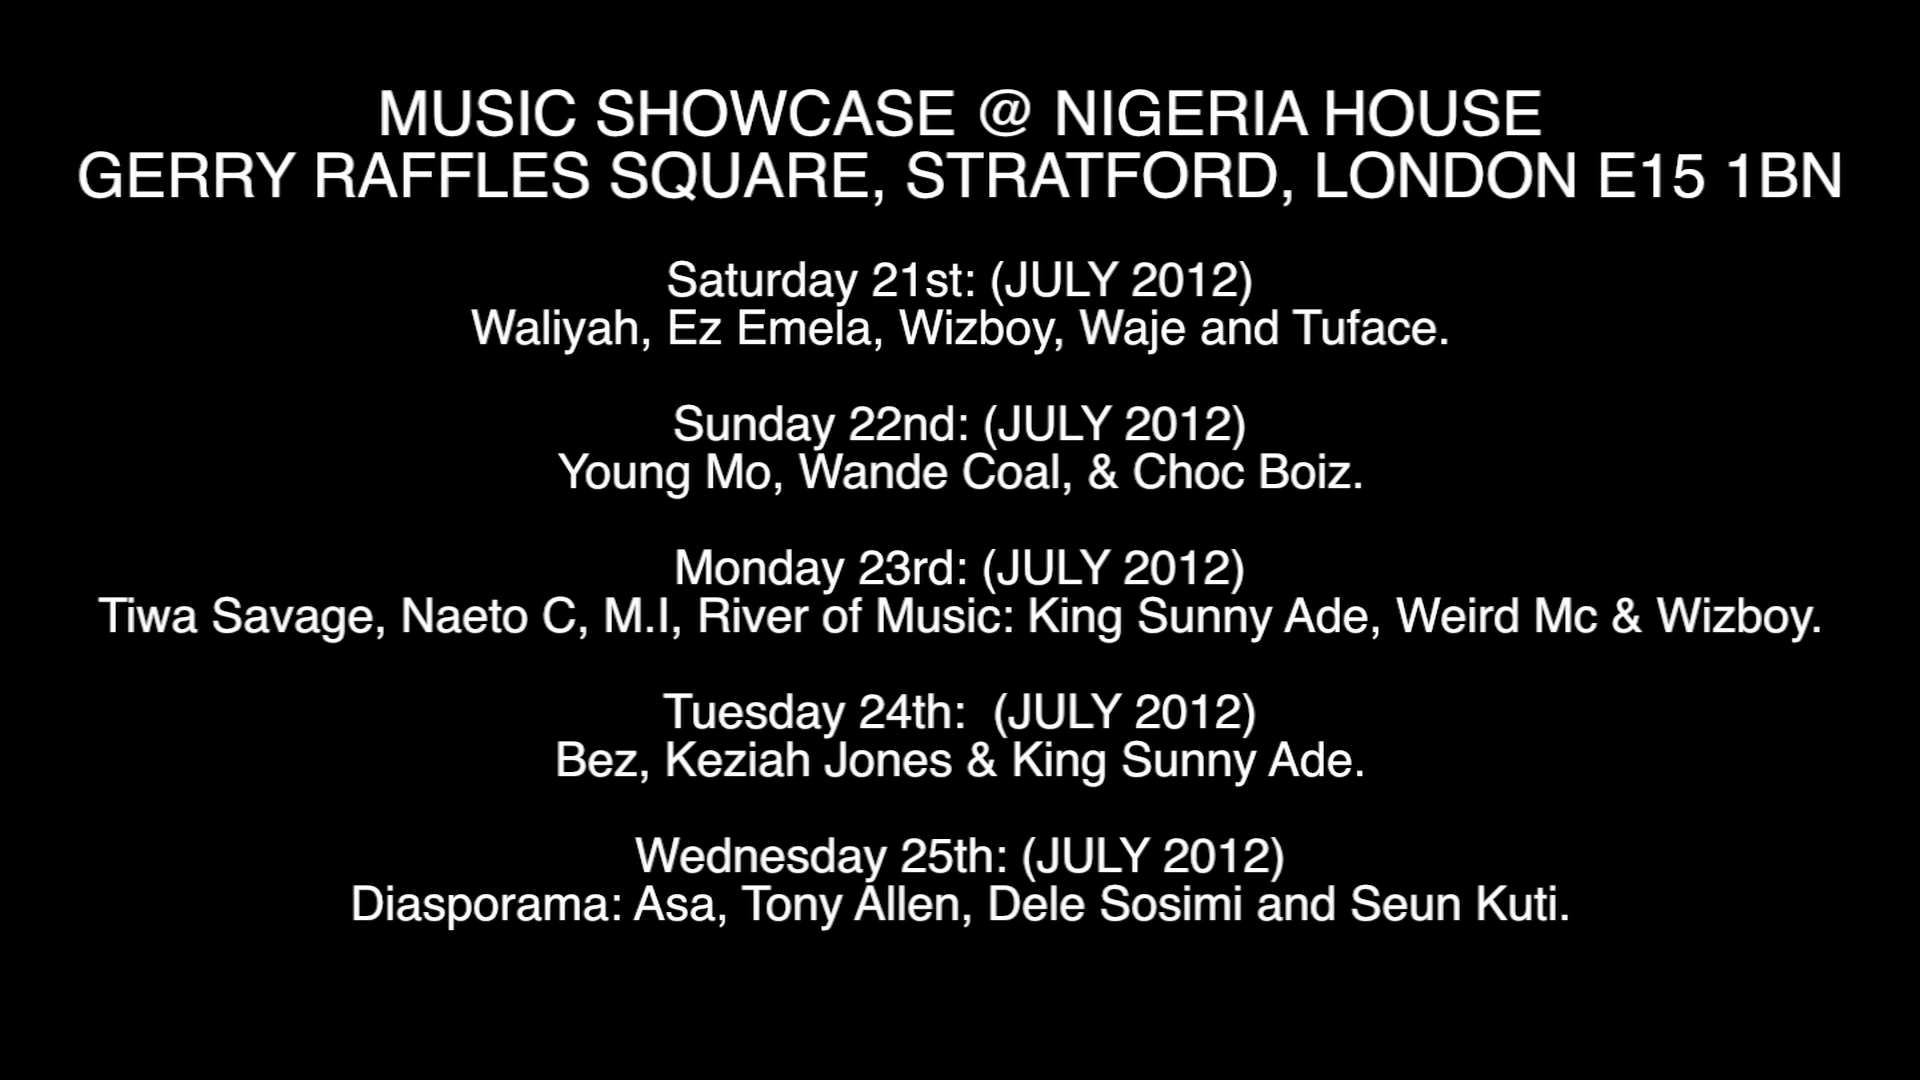 MUSIC SHOWCASE @ NIGERIA HOUSE
GERRY RAFFLES SQUARE, STRATFORD, LONDON E15 1BN
Saturday 21st: (JULY 2012)
Waliyah, Ez Emela, Wizboy, Waje and Tuface.
Sunday 22nd: (JULY 2012)
Young Mo, Wande Coal, & Choc Boiz.
Monday 23rd: (JULY 2012)
Tiwa Savage, Naeto C, M.I, River of Music: King Sunny Ade, Weird Mc & Wizboy.
Tuesday 24th:  (JULY 2012)
Bez, Keziah Jones & King Sunny Ade.
Wednesday 25th: (JULY 2012)
Diasporama: Asa, Tony Allen, Dele Sosimi and Seun Kuti.